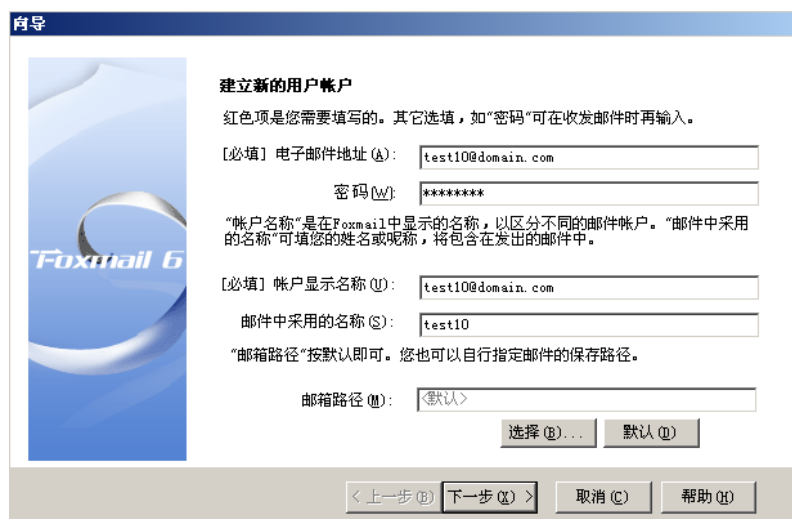 向导
建立新的用户帐户
红色项是您需要填写的。其它选填，如"密码"可在收发邮件时再输入。
[必填] 电子邮件地址(A): test10@domain.com
密码(W): ********
"帐户名称"是在Foxmail中显示的名称，以区分不同的邮件帐户。"邮件中采用
的名称"可填您的姓名或昵称，将包含在发出的邮件中。
Foxmail 6
[必填] 帐户显示名称(U): test10@domain.com
邮件中采用的名称(S): test10
"邮箱路径"按默认即可。您也可以自行指定邮件的保存路径。
邮箱路径(M): <默认>
选择(B)... 默认(D)
< 上一步(B) 下一步(X) > 取消(C) 帮助(H)